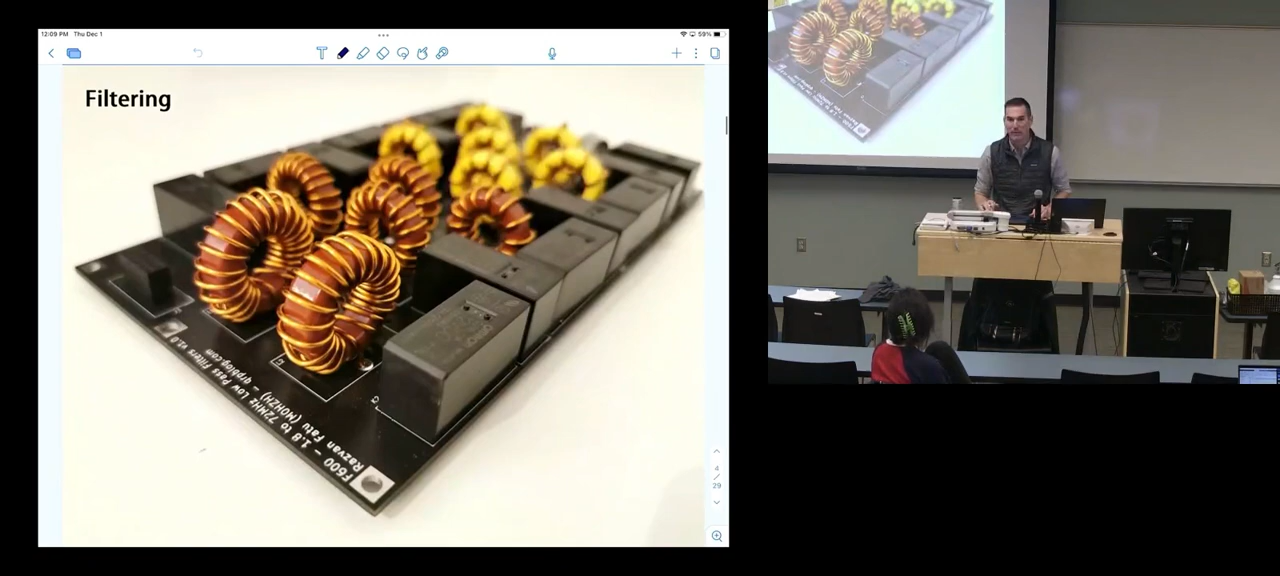 12:09 PM Thu Dec 1
59%
Filtering
F600 - 1.8 to 72MHz Low Pass Filters v1.0
Razvan Fatu (M0HZH) - qrpblog.com
4
/
29